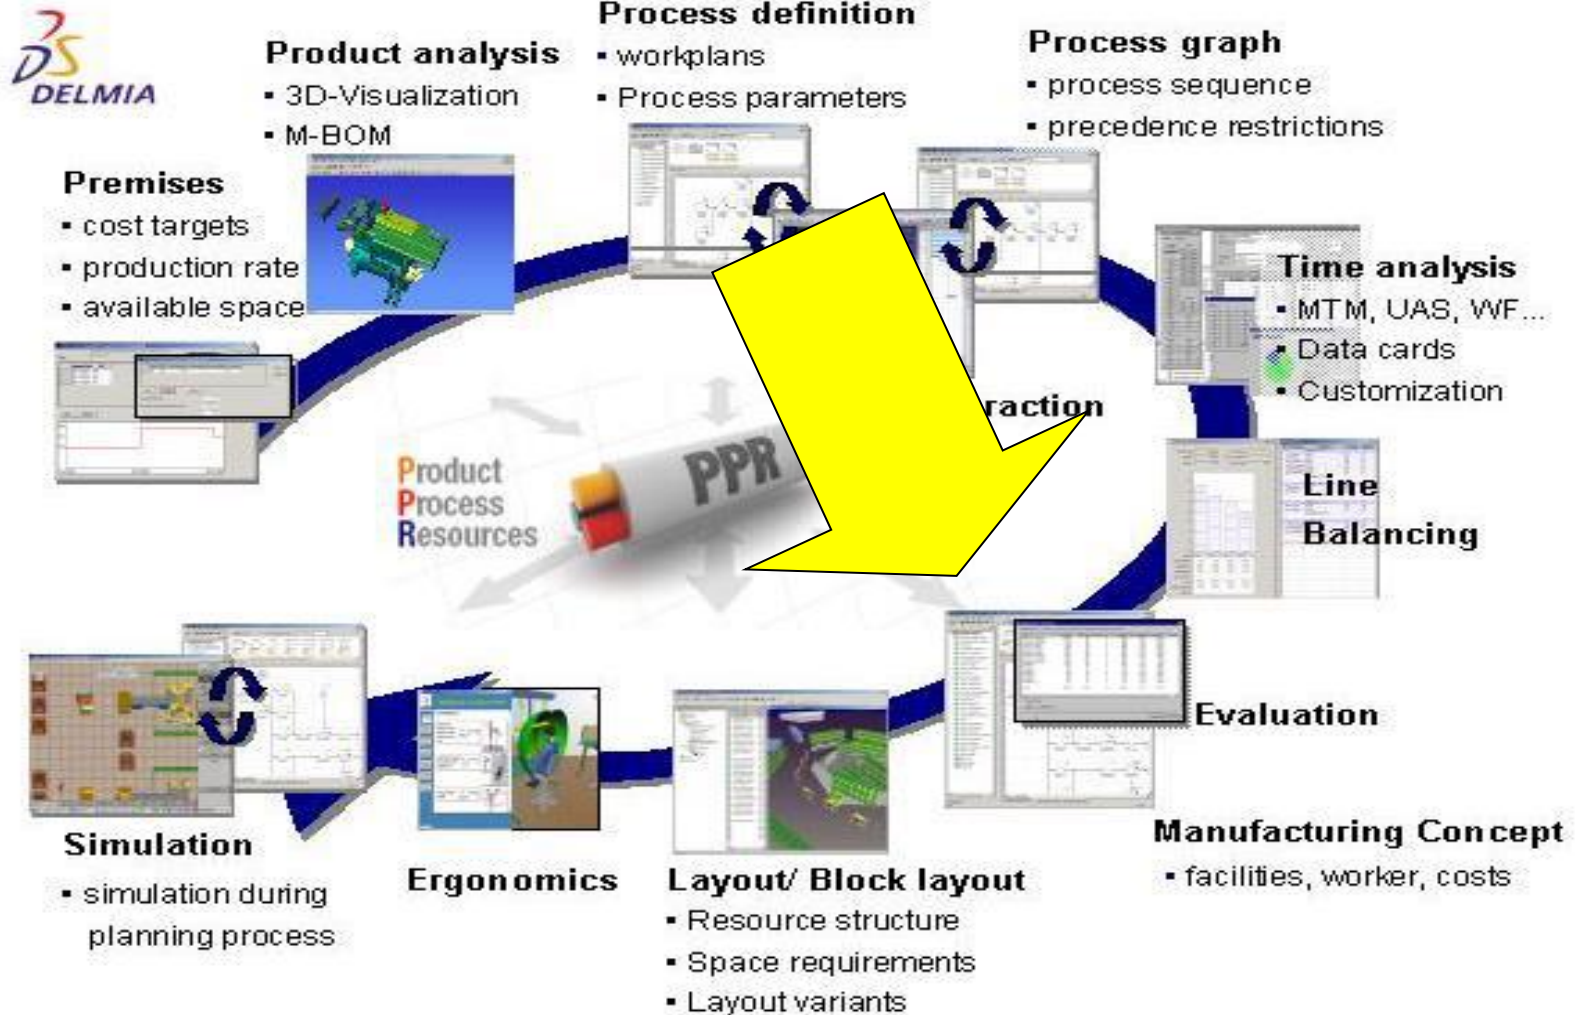 DELMIA
Premises
▪ cost targets
▪ production rate
▪ available space
Product analysis
▪ 3D-Visualization
▪ M-BOM
Process definition
▪ workplans
▪ Process parameters
Process graph
▪ process sequence
▪ precedence restrictions
Time analysis
▪ MTM, UAS, WF...
▪ Data cards
▪ Customization
raction
Product
Process
Resources
PPR
Line
Balancing
Evaluation
Manufacturing Concept
▪ facilities, worker, costs
Layout/ Block layout
▪ Resource structure
▪ Space requirements
▪ Layout variants
Ergonomics
Simulation
▪ simulation during
planning process